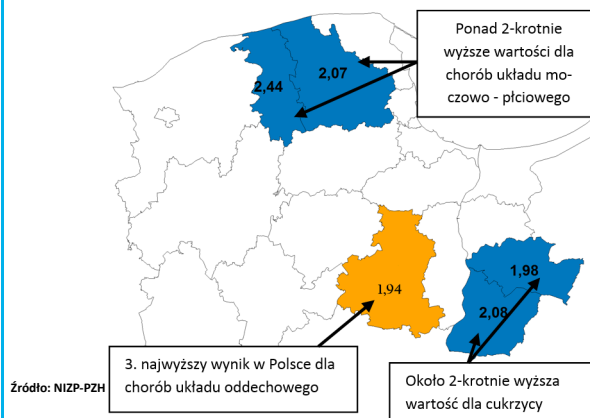 Ponad 2-krotnie
wyższe wartości dla
chorób układu mo-
czowo - płciowego
2,44
2,07
1,98
1,94
2,08
3. najwyższy wynik w Polsce dla
chorób układu oddechowego
Około 2-krotnie wyższa
wartość dla cukrzycy
Źródło: NIZP-PZH